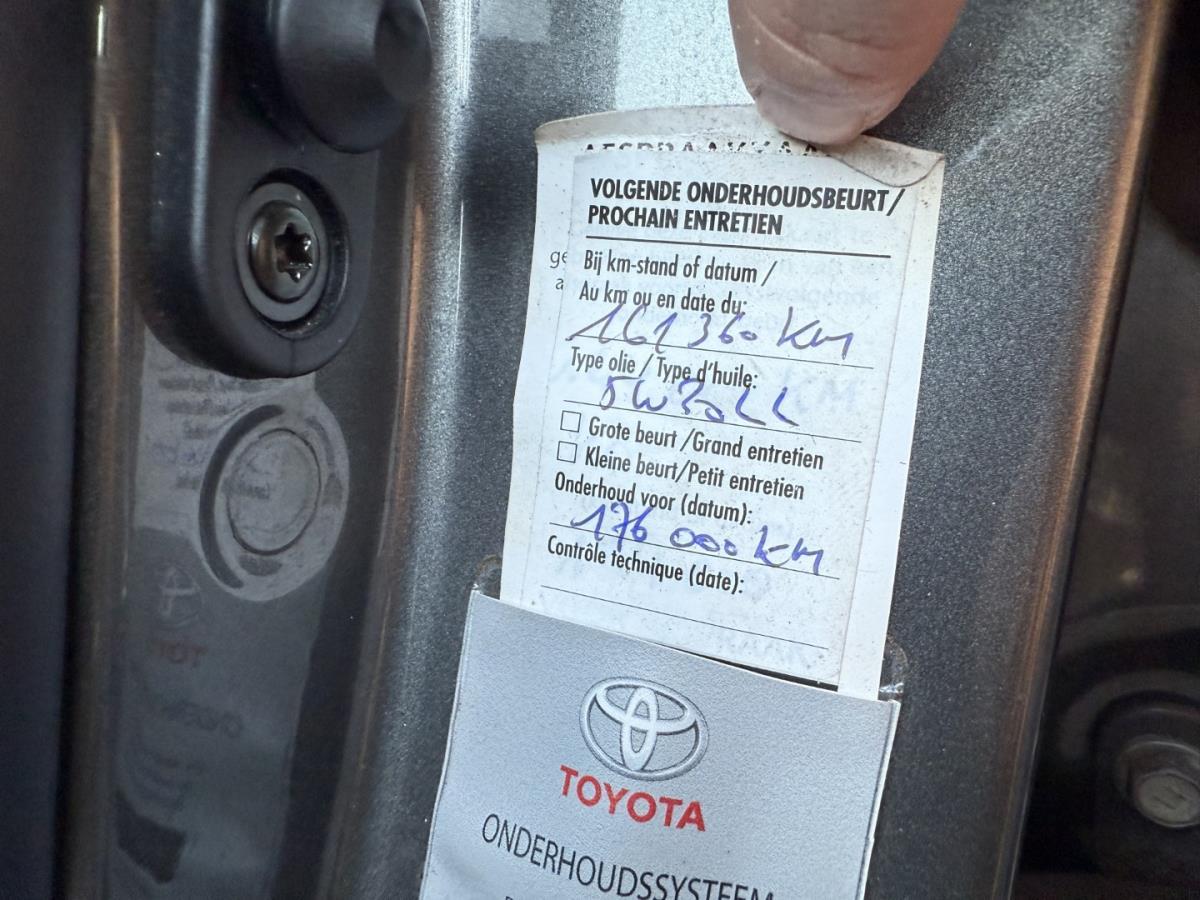 VOLGENDE ONDERHOUDSBEURT/
PROCHAIN ENTRETIEN
Bij km-stand of datum /
Au km ou en date du:
161 360 KM
Type olie / Type d'huile:
5W30LL
Grote beurt /Grand entretien
Kleine beurt/Petit entretien
Onderhoud voor (datum):
176 000 km
Contrôle technique (date):
TOYOTA
ONDERHOUDSSYSTEEM